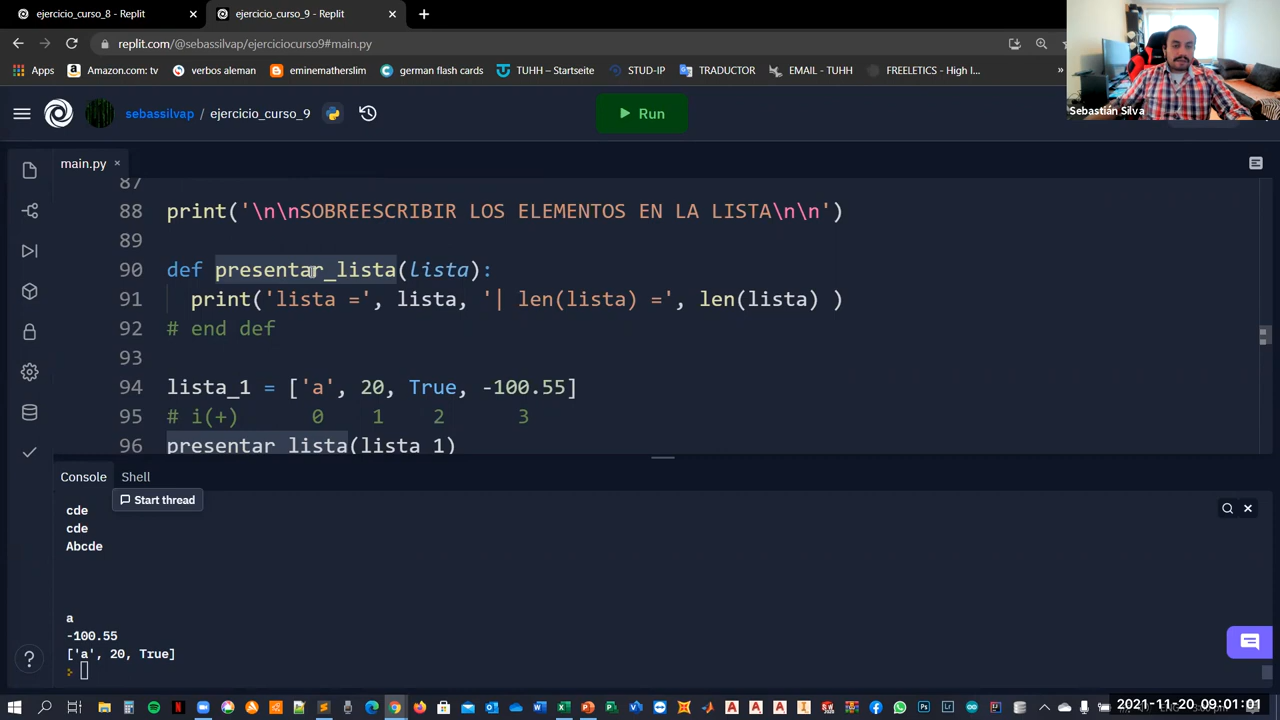 ejercicio_curso_8 - Replit
ejercicio_curso_9 - Replit
replit.com/@sebassilvap/ejerciciocurso9#main.py
Apps
Amazon.com: tv
verbos aleman
eminematherslim
german flash cards
TUHH – Startseite
STUD-IP
TRADUCTOR
EMAIL - TUHH
FREELETICS - High I...
»
Sebastián Silva
sebassilvap / ejercicio_curso_9
Run
main.py
87
88 print('\n\nSOBREESCRIBIR LOS ELEMENTOS EN LA LISTA\n\n')
89
90 def presentar_lista(lista):
91 print('lista =', lista, '| len(lista) =', len(lista) )
92 # end def
93
94 lista_1 = ['a', 20, True, -100.55]
95 # i(+) 0 1 2 3
96 presentar_lista(lista_1)
Console
Shell
Start thread
cde
cde
Abcde
a
-100.55
['a', 20, True]
2021-11-20 09:01:01